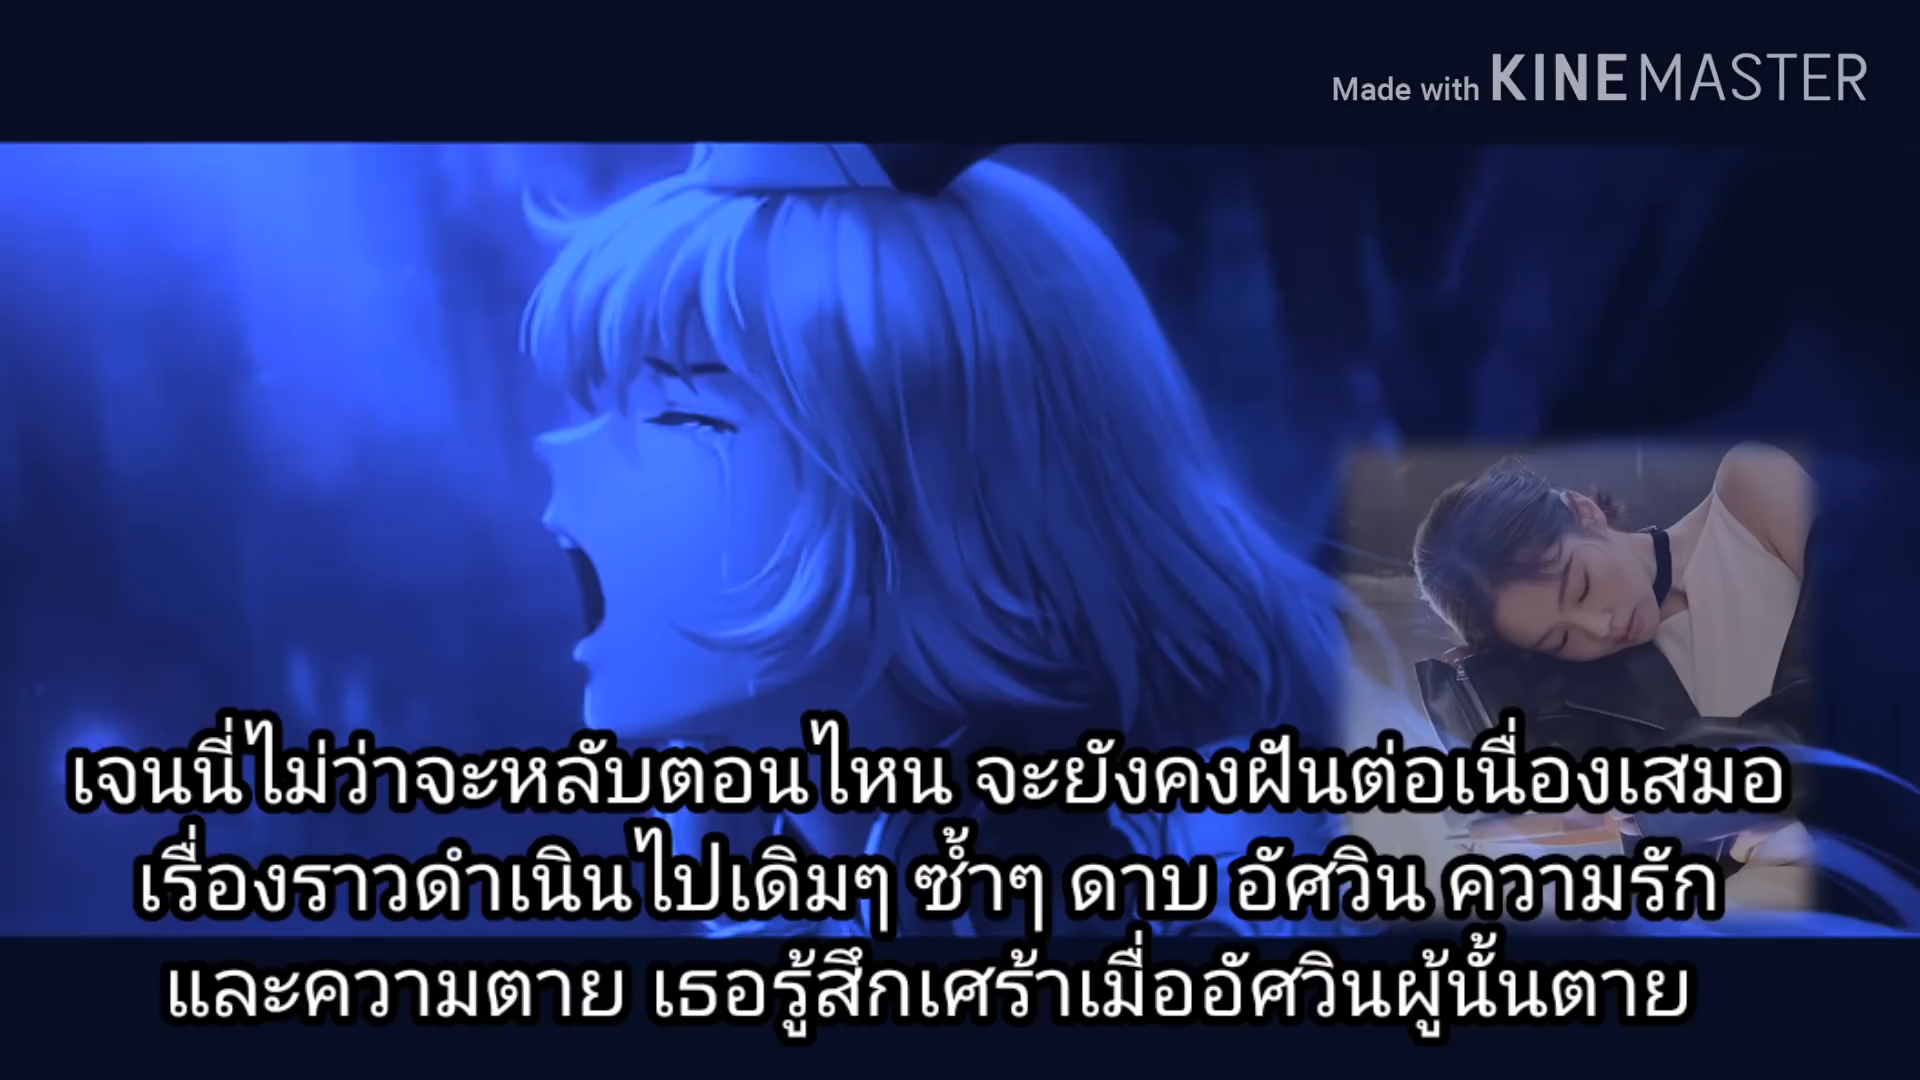 Made with KINEMASTER
เจนนี่ไม่ว่าจะหลับตอนไหน จะยังคงฝันต่อเนื่องเสมอ
เรื่องราวดำเนินไปเดิมๆ ซ้ำๆ ดาบ อัศวิน ความรัก
และความตาย เธอรู้สึกเศร้าเมื่ออัศวินผู้นั้นตาย